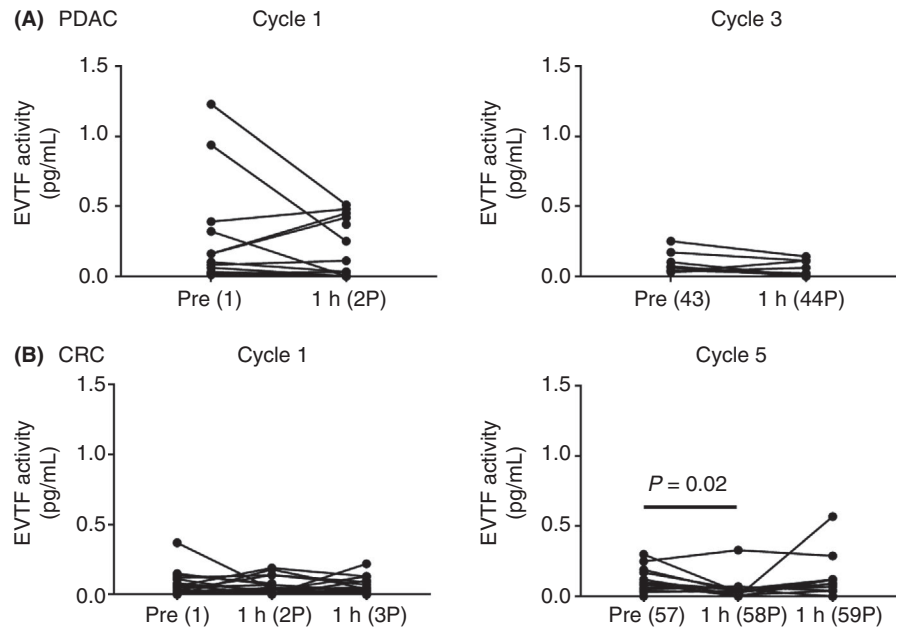 (A) PDAC Cycle 1 Cycle 3
EVTF activity
(pg/mL)
1.5
1.0
0.5
0.0
Pre (1) 1 h (2P)
EVTF activity
(pg/mL)
1.5
1.0
0.5
0.0
Pre (43) 1 h (44P)
(B) CRC Cycle 1 Cycle 5
EVTF activity
(pg/mL)
1.5
1.0
0.5
0.0
Pre (1) 1 h (2P) 1 h (3P)
EVTF activity
(pg/mL)
1.5
1.0
0.5
0.0
P = 0.02
Pre (57) 1 h (58P) 1 h (59P)